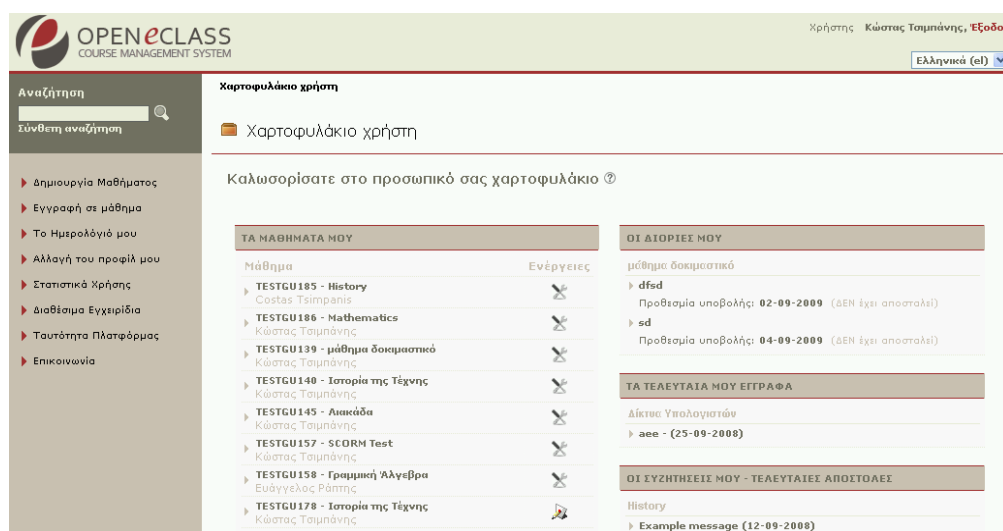 OPEN eCLASS
COURSE MANAGEMENT SYSTEM
Χρήστης Κώστας Τσιμπάνης, Έξοδο
Ελληνικά (el)
Αναζήτηση
Σύνθετη αναζήτηση
Δημιουργία Μαθήματος
Εγγραφή σε μάθημα
Το Ημερολόγιό μου
Αλλαγή του προφίλ μου
Στατιστικά Χρήσης
Διαθέσιμα Εγχειρίδια
Ταυτότητα Πλατφόρμας
Επικοινωνία
Χαρτοφυλάκιο χρήστη
Χαρτοφυλάκιο χρήστη
Καλωσορίσατε στο προσωπικό σας χαρτοφυλάκιο
ΤΑ ΜΑΘΗΜΑΤΑ ΜΟΥ
Μάθημα Ενέργειες
TESTGU185 - History
Costas Tsimpanis
TESTGU186 - Mathematics
Κώστας Τσιμπάνης
TESTGU139 - μάθημα δοκιμαστικό
Κώστας Τσιμπάνης
TESTGU140 - Ιστορία της Τέχνης
Κώστας Τσιμπάνης
TESTGU145 - Λιακάδα
Κώστας Τσιμπάνης
TESTGU157 - SCORM Test
Κώστας Τσιμπάνης
TESTGU158 - Γραμμική Άλγεβρα
Ευάγγελος Ράπτης
TESTGU178 - Ιστορία της Τέχνης
Κώστας Τσιμπάνης
ΟΙ ΔΙΟΡΙΕΣ ΜΟΥ
μάθημα δοκιμαστικό
dfsd
Προθεσμία υποβολής: 02-09-2009 (ΔΕΝ έχει αποσταλεί)
sd
Προθεσμία υποβολής: 04-09-2009 (ΔΕΝ έχει αποσταλεί)
ΤΑ ΤΕΛΕΥΤΑΙΑ ΜΟΥ ΕΓΓΡΑΦΑ
Δίκτυα Υπολογιστών
aee - (25-09-2008)
ΟΙ ΣΥΖΗΤΗΣΕΙΣ ΜΟΥ - ΤΕΛΕΥΤΑΙΕΣ ΑΠΟΣΤΟΛΕΣ
History
Example message (12-09-2008)